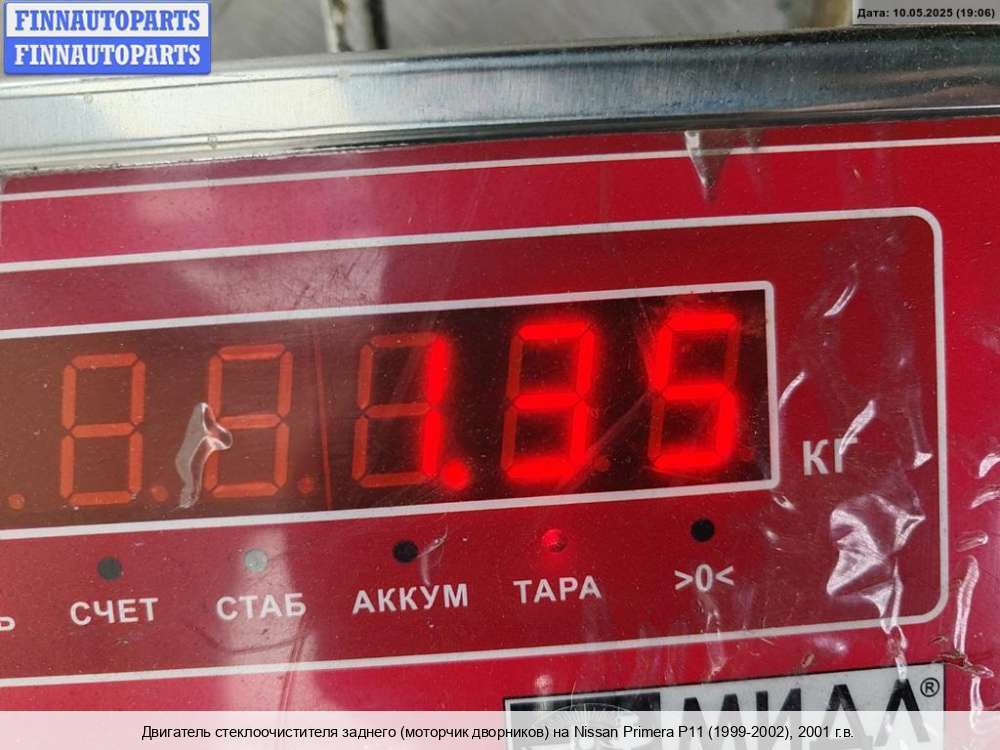 FINNAUTOPARTS
FINNAUTOPARTS
Дата: 10.05.2025 (19:06)
1.35
КГ
Ь СЧЕТ СТАБ АККУМ ТАРА >0<
МИДЛ®
Двигатель стеклоочистителя заднего (моторчик дворников) на Nissan Primera P11 (1999-2002), 2001 г.в.